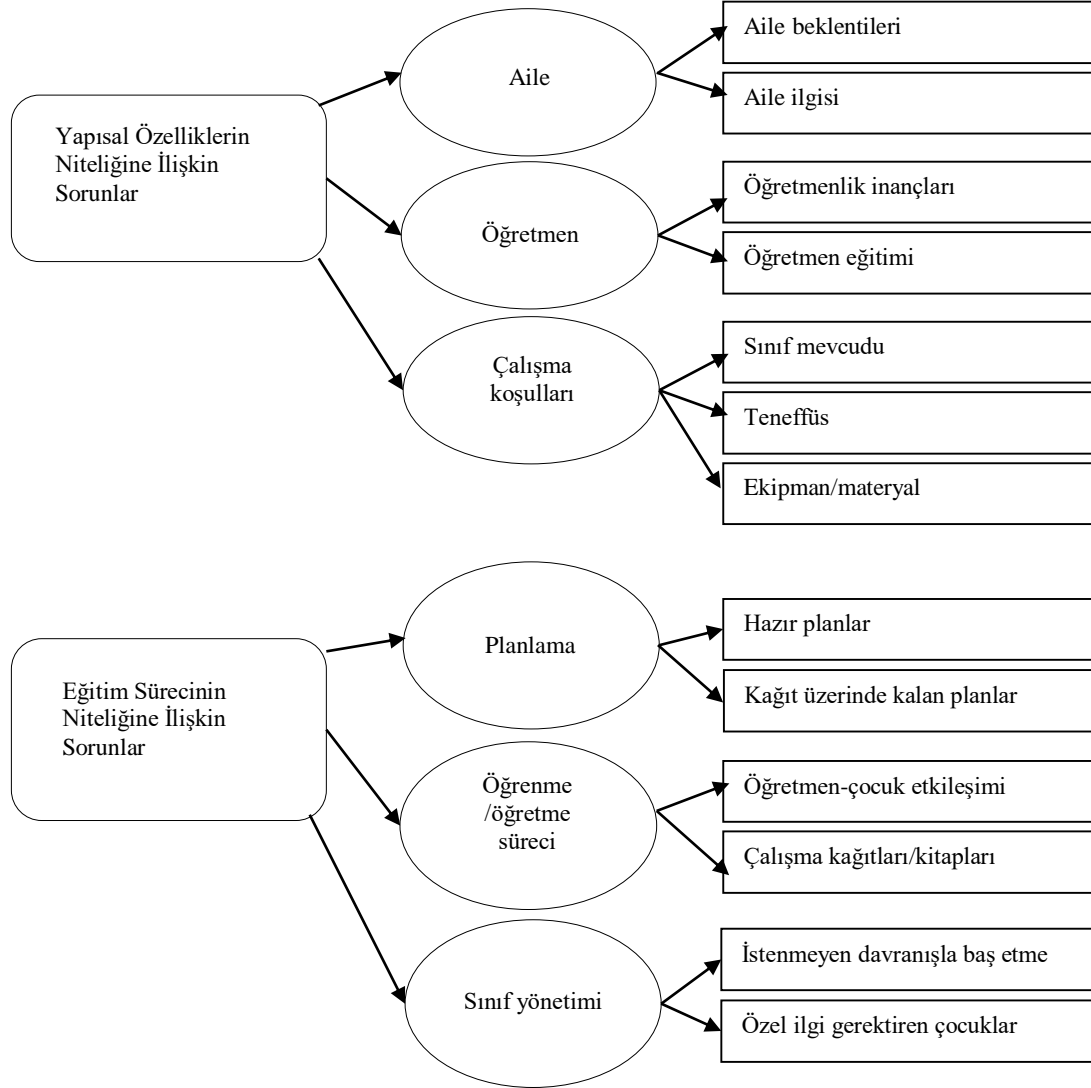 Yapısal Özelliklerin
Niteliğine İlişkin
Sorunlar
Aile
Aile beklentileri
Aile ilgisi
Öğretmen
Öğretmenlik inançları
Öğretmen eğitimi
Çalışma
koşulları
Sınıf mevcudu
Teneffüs
Ekipman/materyal
Eğitim Sürecinin
Niteliğine İlişkin
Sorunlar
Planlama
Hazır planlar
Kağıt üzerinde kalan planlar
Öğrenme
/öğretme
süreci
Öğretmen-çocuk etkileşimi
Çalışma kağıtları/kitapları
Sınıf yönetimi
İstenmeyen davranışla baş etme
Özel ilgi gerektiren çocuklar